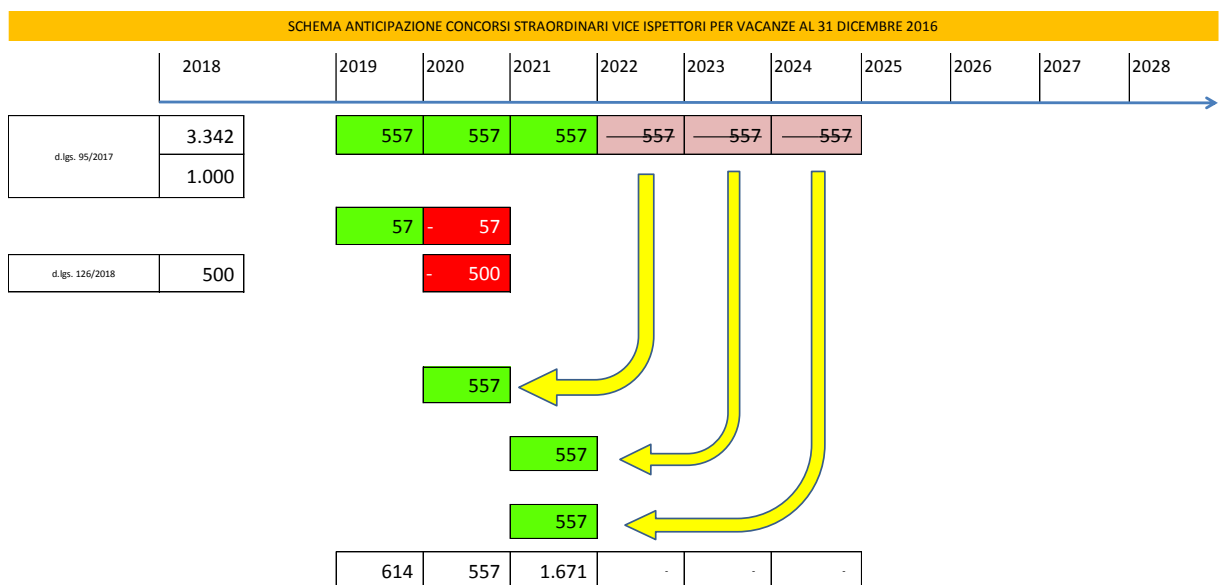 SCHEMA ANTICIPAZIONE CONCORSI STRAORDINARI VICE ISPETTORI PER VACANZE AL 31 DICEMBRE 2016
2018 2019 2020 2021 2022 2023 2024 2025 2026 2027 2028
d.lgs. 95/2017 3.342 557 557 557 557 557 557
1.000
57 - 57
d.lgs. 126/2018 500 - 500
557
557
557
614 557 1.671 - - -